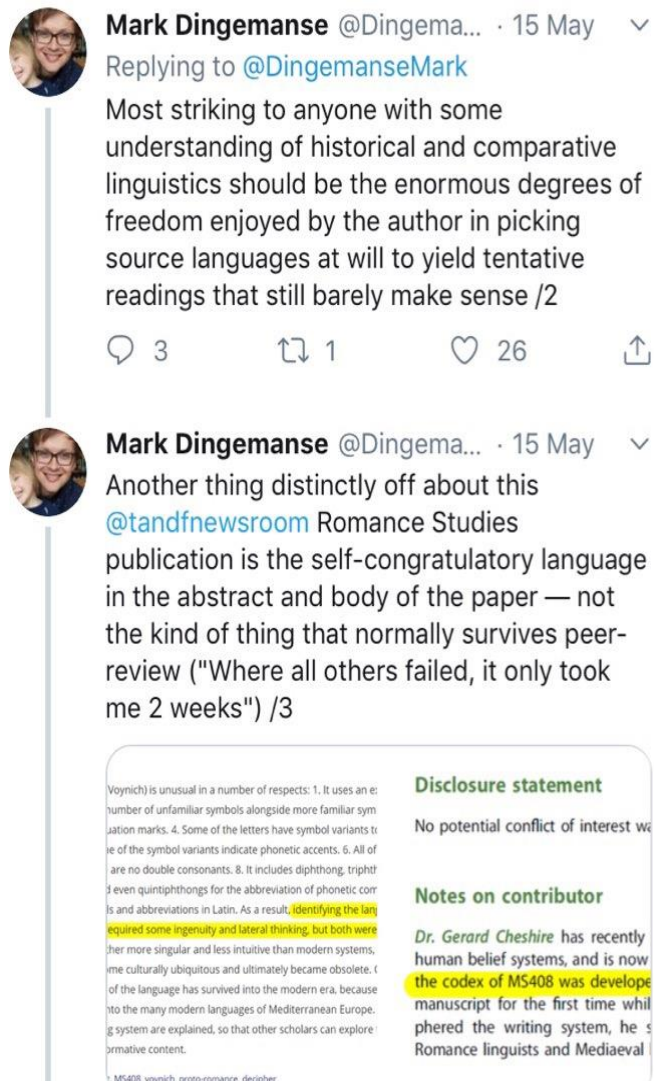 Mark Dingemanse @Dingema... · 15 May
Replying to @DingemanseMark
Most striking to anyone with some
understanding of historical and comparative
linguistics should be the enormous degrees of
freedom enjoyed by the author in picking
source languages at will to yield tentative
readings that still barely make sense /2
3 1 26
Mark Dingemanse @Dingema... · 15 May
Another thing distinctly off about this
@tandfnewsroom Romance Studies
publication is the self-congratulatory language
in the abstract and body of the paper — not
the kind of thing that normally survives peer-
review ("Where all others failed, it only took
me 2 weeks") /3
Voynich) is unusual in a number of respects: 1. It uses an
number of unfamiliar symbols alongside more familiar sym
uation marks. 4. Some of the letters have symbol variants
e of the symbol variants indicate phonetic accents. 6. All of
are no double consonants. 8. It includes diphthong, triphth
even quintiphthongs for the abbreviation of phonetic com
ls and abbreviations in Latin. As a result, identifying the lan
equired some ingenuity and lateral thinking, but both were
her more singular and less intuitive than modern systems,
me culturally ubiquitous and ultimately became obsolete.
of the language has survived into the modern era, because
nto the many modern languages of Mediterranean Europe.
g system are explained, so that other scholars can explore
ormative content.
MS408, voynich, proto-romance, decipher
Disclosure statement
No potential conflict of interest wa
Notes on contributor
Dr. Gerard Cheshire has recently
human belief systems, and is now
the codex of MS408 was develope
manuscript for the first time whil
phered the writing system, he s
Romance linguists and Mediaeval